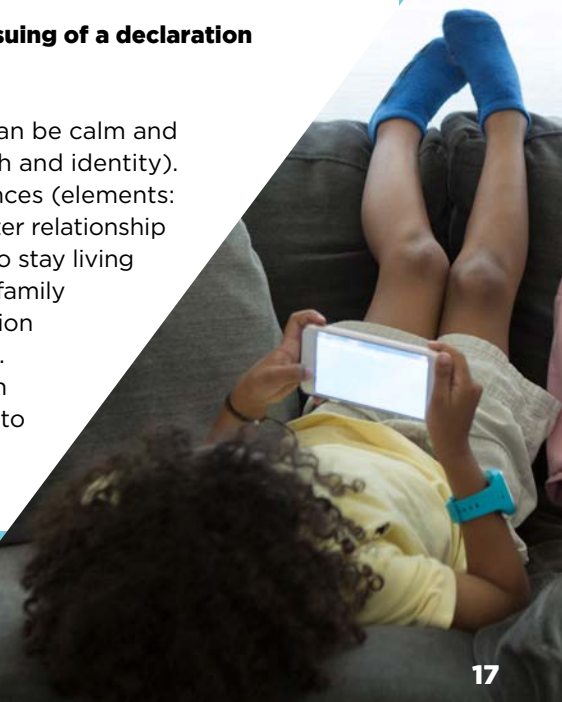 suing of a declaration
an be calm and
h and identity).
nces (elements:
ter relationship
o stay living
family
ion
.
n
to
17